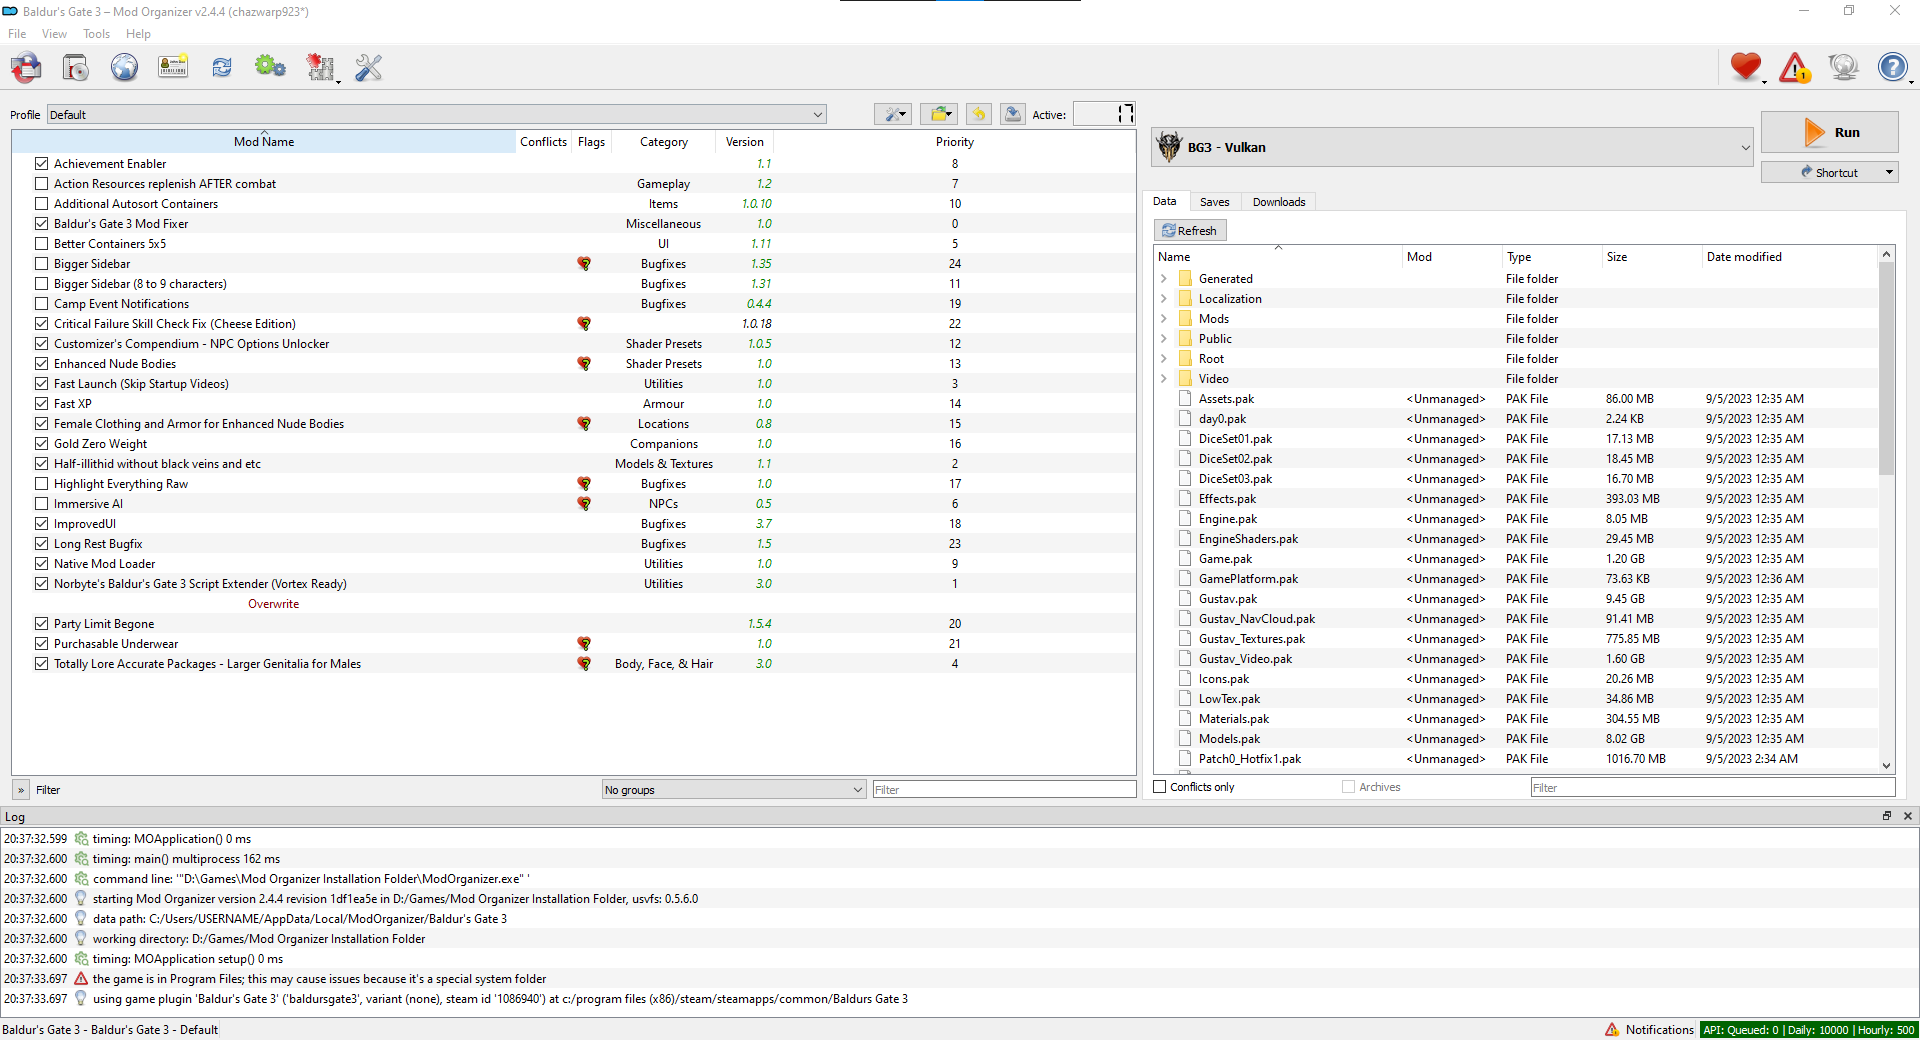 Baldur's Gate 3 – Mod Organizer v2.4.4 (chazwarp923*)
File View Tools Help
Profile Default Active: 17
Mod Name Conflicts Flags Category Version Priority
Achievement Enabler 1.1 8
Action Resources replenish AFTER combat Gameplay 1.2 7
Additional Autosort Containers Items 1.0.10 10
Baldur's Gate 3 Mod Fixer Miscellaneous 1.0 0
Better Containers 5x5 UI 1.11 5
Bigger Sidebar Bugfixes 1.35 24
Bigger Sidebar (8 to 9 characters) Bugfixes 1.31 11
Camp Event Notifications Bugfixes 0.4.4 19
Critical Failure Skill Check Fix (Cheese Edition) 1.0.18 22
Customizer's Compendium - NPC Options Unlocker Shader Presets 1.0.5 12
Enhanced Nude Bodies Shader Presets 1.0 13
Fast Launch (Skip Startup Videos) Utilities 1.0 3
Fast XP Armour 1.0 14
Female Clothing and Armor for Enhanced Nude Bodies Locations 0.8 15
Gold Zero Weight Companions 1.0 16
Half-illithid without black veins and etc Models & Textures 1.1 2
Highlight Everything Raw Bugfixes 1.0 17
Immersive AI NPCs 0.5 6
ImprovedUI Bugfixes 3.7 18
Long Rest Bugfix Bugfixes 1.5 23
Native Mod Loader Utilities 1.0 9
Norbyte's Baldur's Gate 3 Script Extender (Vortex Ready) Utilities 3.0 1
Overwrite
Party Limit Begone 1.5.4 20
Purchasable Underwear 1.0 21
Totally Lore Accurate Packages - Larger Genitalia for Males Body, Face, & Hair 3.0 4
» Filter No groups Filter
BG3 - Vulkan
Run
Shortcut
Data Saves Downloads
Refresh
Name Mod Type Size Date modified
Generated File folder
Localization File folder
Mods File folder
Public File folder
Root File folder
Video File folder
Assets.pak <Unmanaged> PAK File 86.00 MB 9/5/2023 12:35 AM
day0.pak <Unmanaged> PAK File 2.24 KB 9/5/2023 12:35 AM
DiceSet01.pak <Unmanaged> PAK File 17.13 MB 9/5/2023 12:35 AM
DiceSet02.pak <Unmanaged> PAK File 18.45 MB 9/5/2023 12:35 AM
DiceSet03.pak <Unmanaged> PAK File 16.70 MB 9/5/2023 12:35 AM
Effects.pak <Unmanaged> PAK File 393.03 MB 9/5/2023 12:35 AM
Engine.pak <Unmanaged> PAK File 8.05 MB 9/5/2023 12:35 AM
EngineShaders.pak <Unmanaged> PAK File 29.45 MB 9/5/2023 12:35 AM
Game.pak <Unmanaged> PAK File 1.20 GB 9/5/2023 12:35 AM
GamePlatform.pak <Unmanaged> PAK File 73.63 KB 9/5/2023 12:36 AM
Gustav.pak <Unmanaged> PAK File 9.45 GB 9/5/2023 12:35 AM
Gustav_NavCloud.pak <Unmanaged> PAK File 91.41 MB 9/5/2023 12:35 AM
Gustav_Textures.pak <Unmanaged> PAK File 775.85 MB 9/5/2023 12:35 AM
Gustav_Video.pak <Unmanaged> PAK File 1.60 GB 9/5/2023 12:35 AM
Icons.pak <Unmanaged> PAK File 20.26 MB 9/5/2023 12:35 AM
LowTex.pak <Unmanaged> PAK File 34.86 MB 9/5/2023 12:35 AM
Materials.pak <Unmanaged> PAK File 304.55 MB 9/5/2023 12:35 AM
Models.pak <Unmanaged> PAK File 8.02 GB 9/5/2023 12:35 AM
Patch0_Hotfix1.pak <Unmanaged> PAK File 1016.70 MB 9/5/2023 2:34 AM
Conflicts only Archives Filter
Log
20:37:32.599 timing: MOApplication() 0 ms
20:37:32.600 timing: main() multiprocess 162 ms
20:37:32.600 command line: '"D:\Games\Mod Organizer Installation Folder\ModOrganizer.exe" '
20:37:32.600 starting Mod Organizer version 2.4.4 revision 1df1ea5e in D:/Games/Mod Organizer Installation Folder, usvfs: 0.5.6.0
20:37:32.600 data path: C:/Users/USERNAME/AppData/Local/ModOrganizer/Baldur's Gate 3
20:37:32.600 working directory: D:/Games/Mod Organizer Installation Folder
20:37:32.600 timing: MOApplication setup() 0 ms
20:37:33.697 the game is in Program Files; this may cause issues because it's a special system folder
20:37:33.697 using game plugin 'Baldur's Gate 3' ('baldursgate3', variant (none), steam id '1086940') at c:/program files (x86)/steam/steamapps/common/Baldurs Gate 3
Baldur's Gate 3 - Baldur's Gate 3 - Default Notifications API: Queued: 0 | Daily: 10000 | Hourly: 500